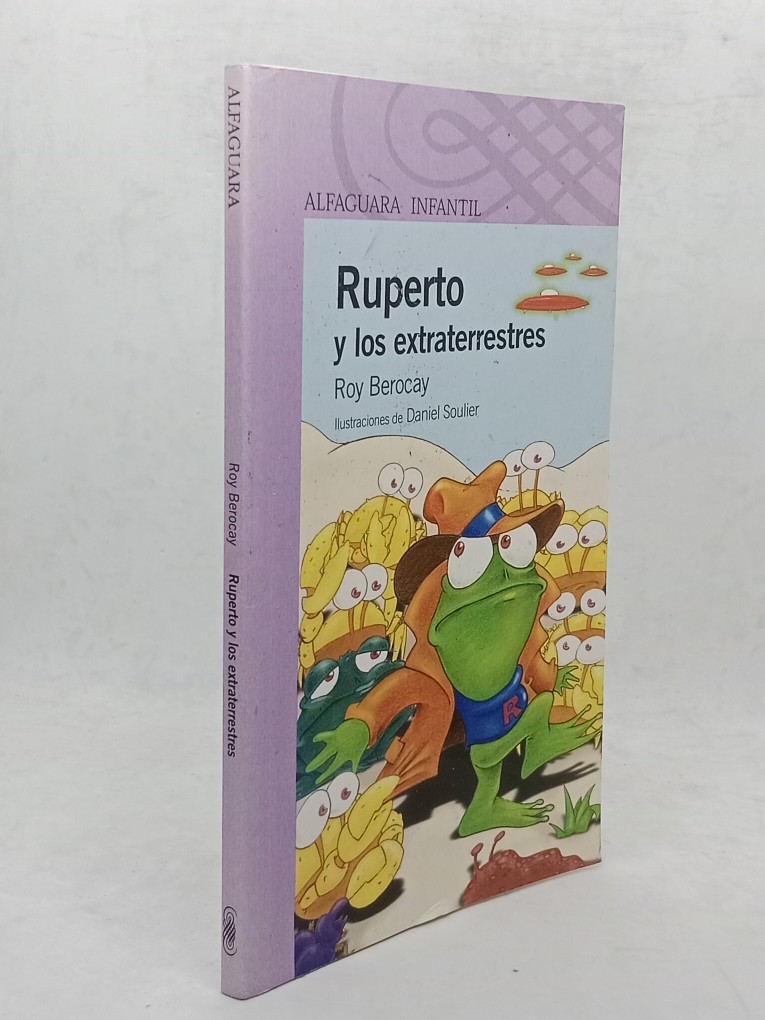 ALFAGUARA
Roy Berocay
Ruperto y los extraterrestres
ALFAGUARA INFANTIL
Ruperto
y los extraterrestres
Roy Berocay
Ilustraciones de Daniel Soulier
R